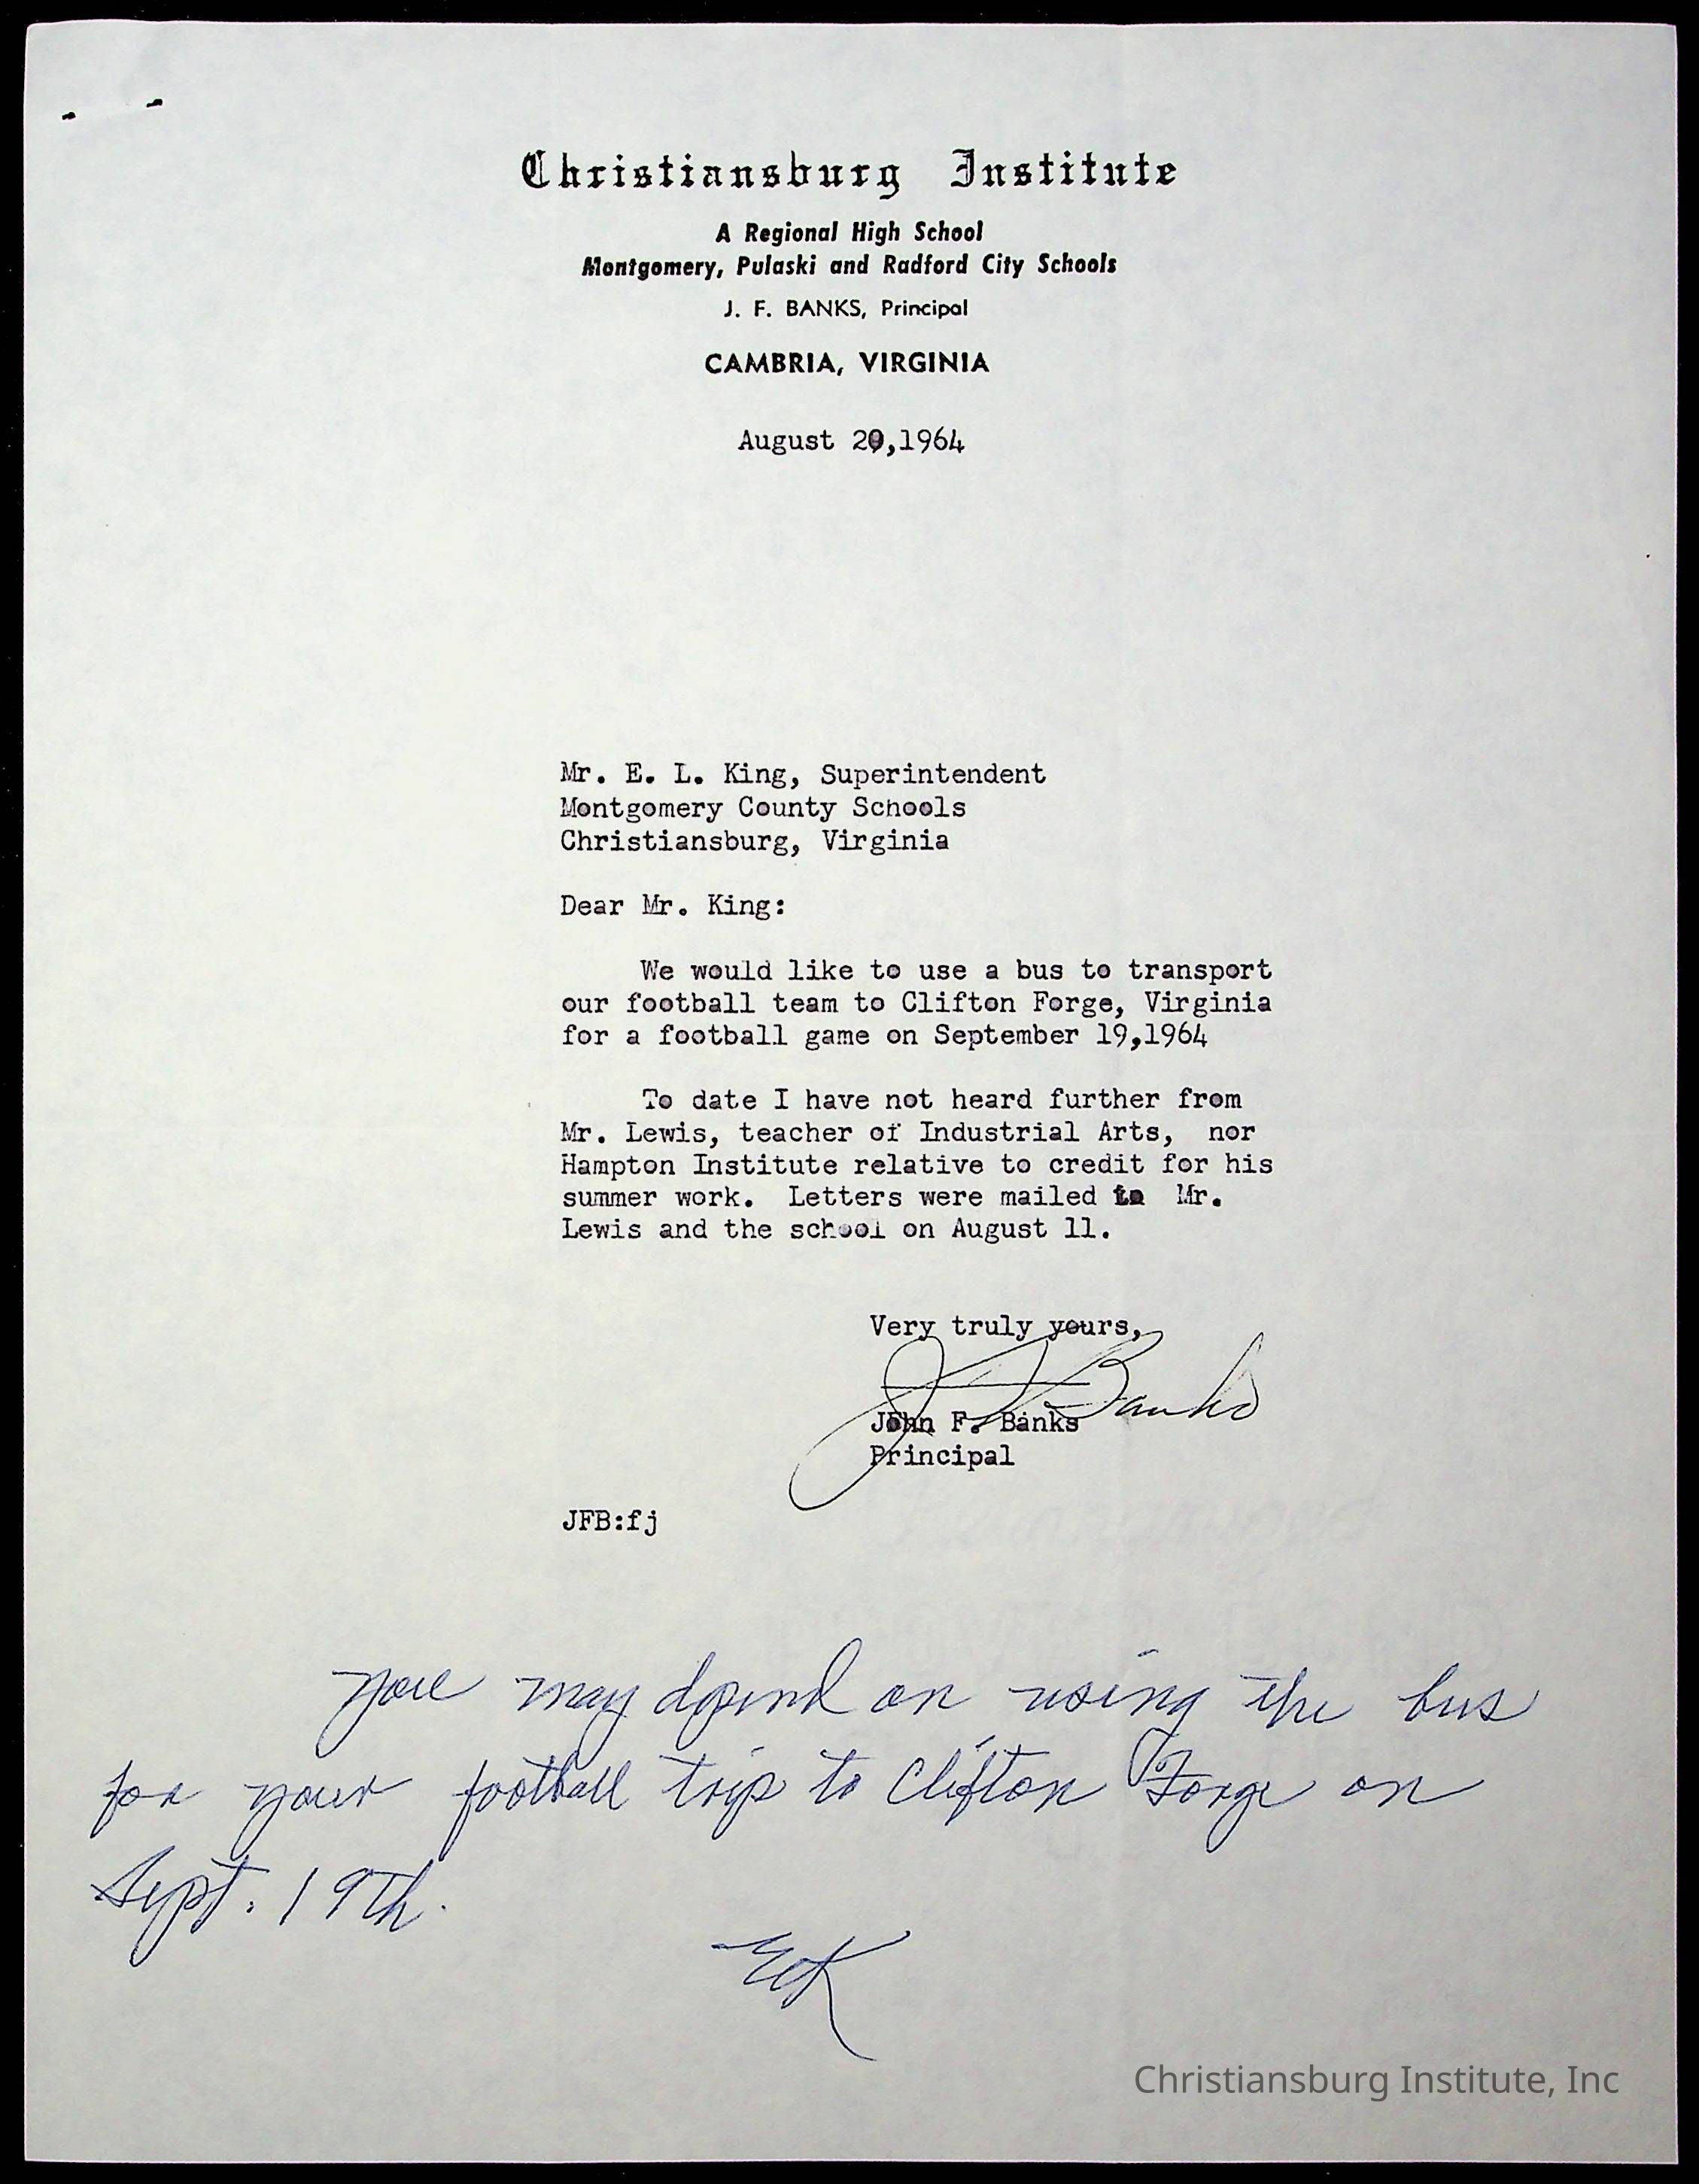 Christiansburg Institute
A Regional High School
Montgomery, Pulaski and Radford City Schools
J. F. BANKS, Principal
CAMBRIA, VIRGINIA
August 20,1964
Mr. E. L. King, Superintendent
Montgomery County Schools
Christiansburg, Virginia
Dear Mr. King:
We would like to use a bus to transport
our football team to Clifton Forge, Virginia
for a football game on September 19,1964
To date I have not heard further from
Mr. Lewis, teacher of Industrial Arts, nor
Hampton Institute relative to credit for his
summer work. Letters were mailed to Mr.
Lewis and the school on August 11.
Very truly yours,
J F Banks
John F. Banks
Principal
JFB:fj
You may depend on using the bus
for your football trip to Clifton Forge on
Sept. 19th.
ELK
Christiansburg Institute, Inc